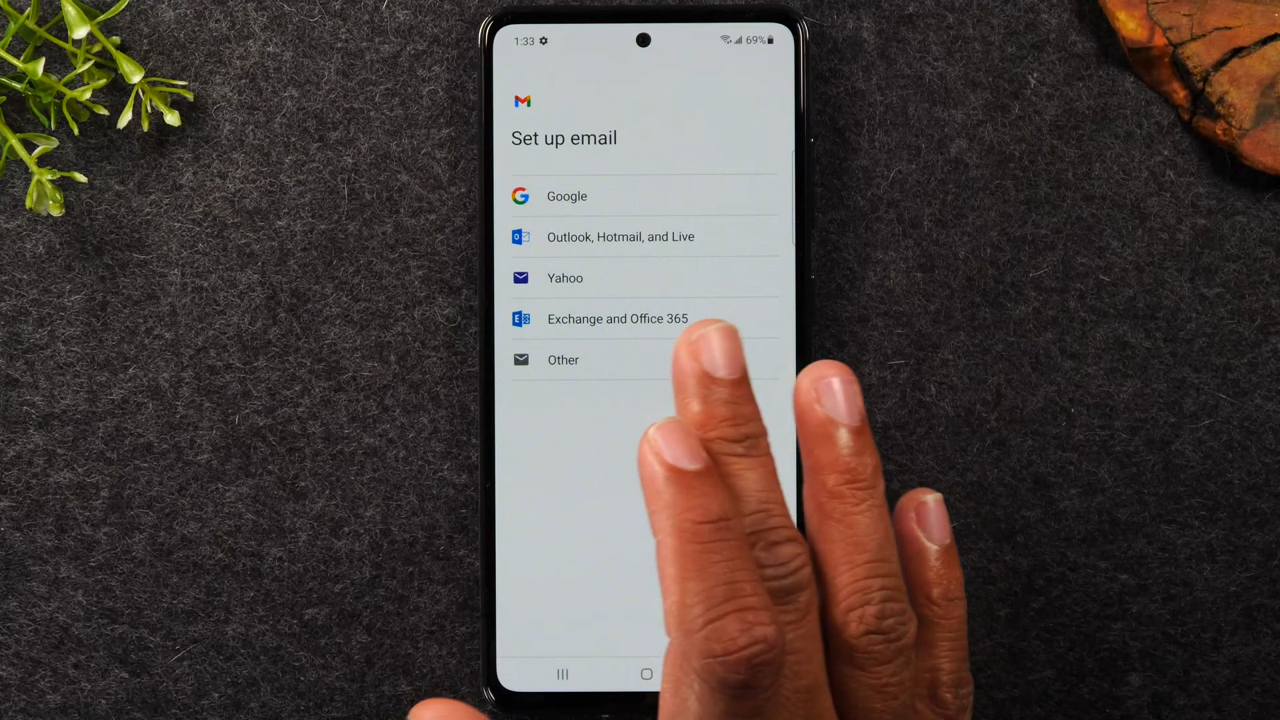 1:33 69%
Set up email
Google
Outlook, Hotmail, and Live
Yahoo
Exchange and Office 365
Other